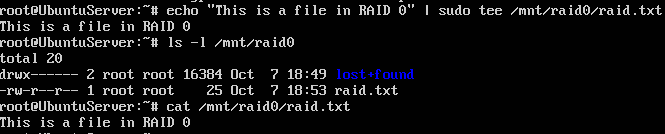 root@UbuntuServer:~# echo "This is a file in RAID 0" | sudo tee /mnt/raid0/raid.txt
This is a file in RAID 0
root@UbuntuServer:~# ls -l /mnt/raid0
total 20
drwx------ 2 root root 16384 Oct  7 18:49 lost+found
-rw-r--r-- 1 root root    25 Oct  7 18:53 raid.txt
root@UbuntuServer:~# cat /mnt/raid0/raid.txt
This is a file in RAID 0